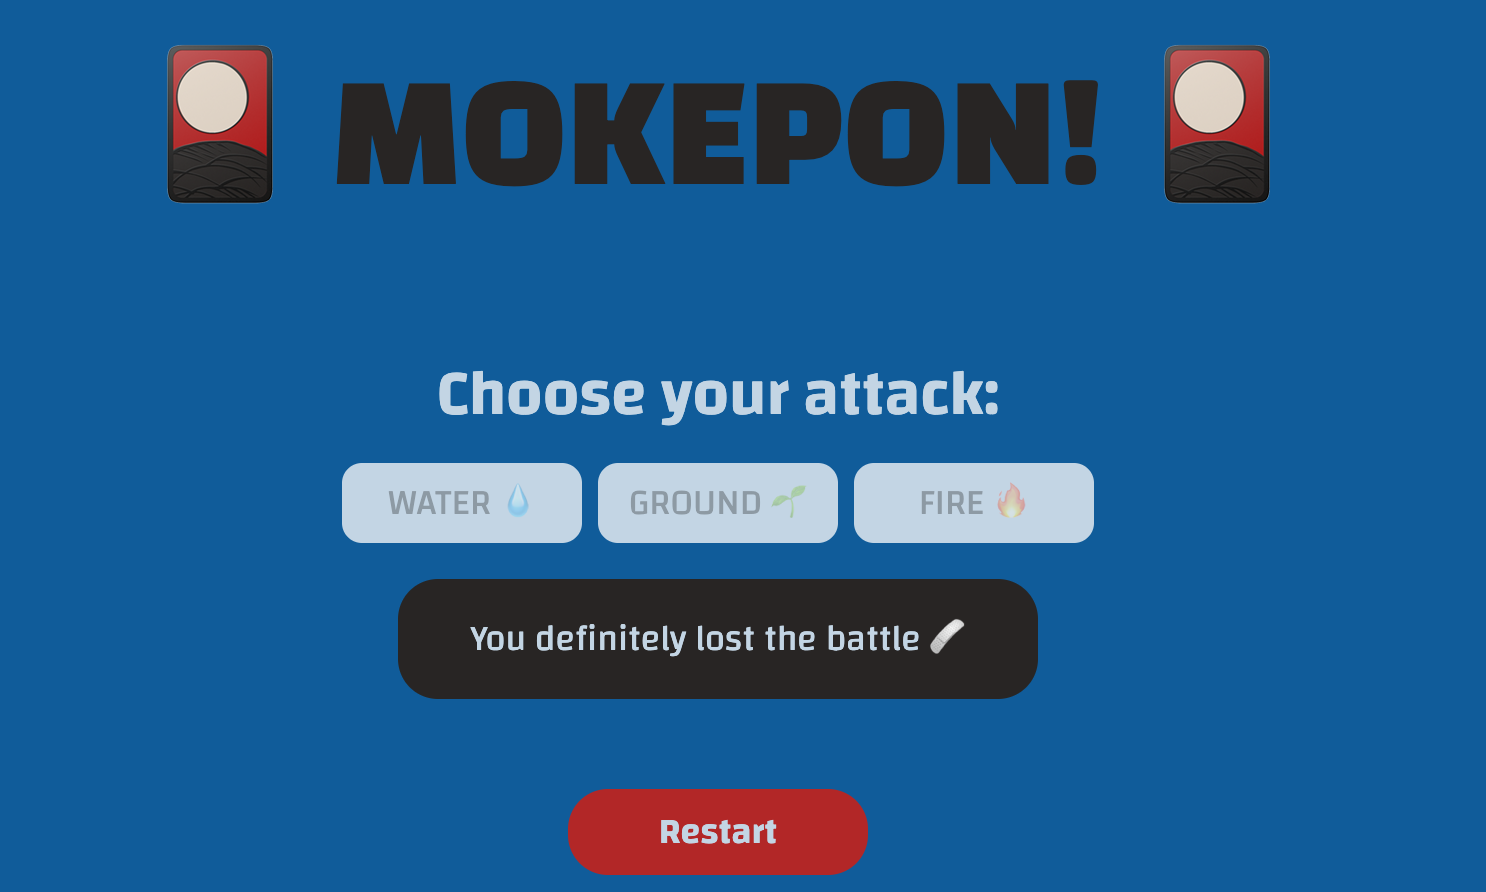 MOKEPON!
Choose your attack:
WATER 💧 GROUND 🌱 FIRE 🔥
You definitely lost the battle
Restart